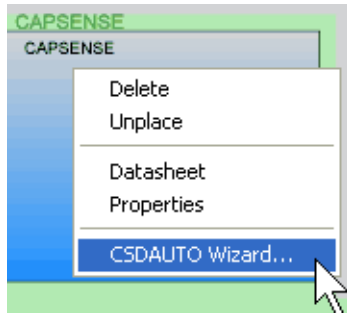 CAPSENSE
CAPSENSE
Delete
Unplace
Datasheet
Properties
CSDAUTO Wizard...